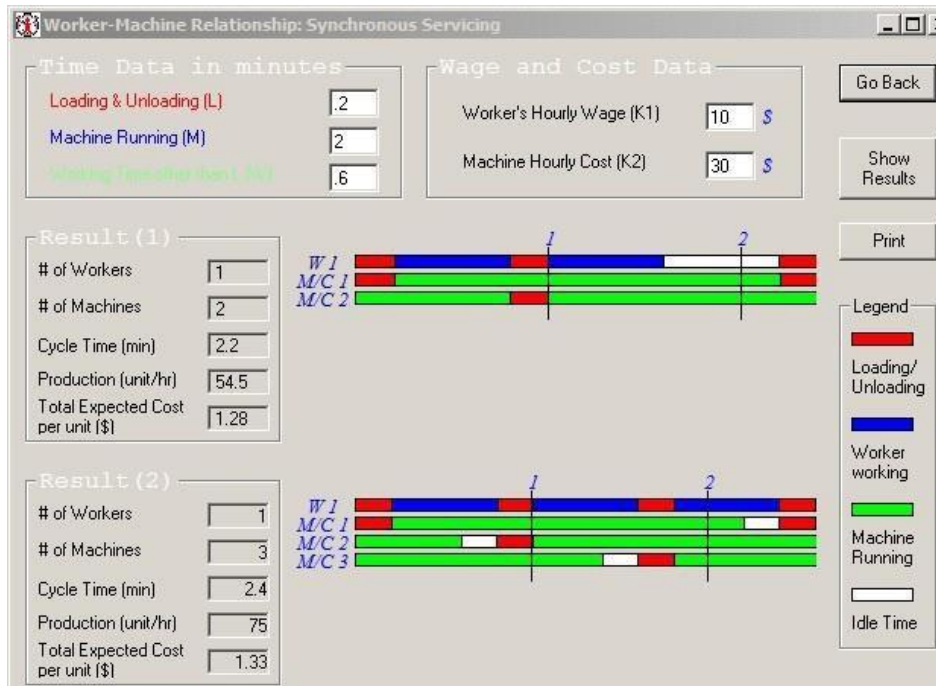 Worker-Machine Relationship: Synchronous Servicing
Time Data in minutes
Loading & Unloading (L) .2
Machine Running (M) 2
Working Time other than L (W) .6
Wage and Cost Data
Worker's Hourly Wage (K1) 10 $
Machine Hourly Cost (K2) 30 $
Go Back
Show
Results
Print
Result(1)
# of Workers 1
# of Machines 2
Cycle Time (min) 2.2
Production (unit/hr) 54.5
Total Expected Cost
per unit ($) 1.28
1 2
W 1
M/C 1
M/C 2
Legend
Loading/
Unloading
Worker
working
Machine
Running
Idle Time
Result(2)
# of Workers 1
# of Machines 3
Cycle Time (min) 2.4
Production (unit/hr) 75
Total Expected Cost
per unit ($) 1.33
1 2
W 1
M/C 1
M/C 2
M/C 3